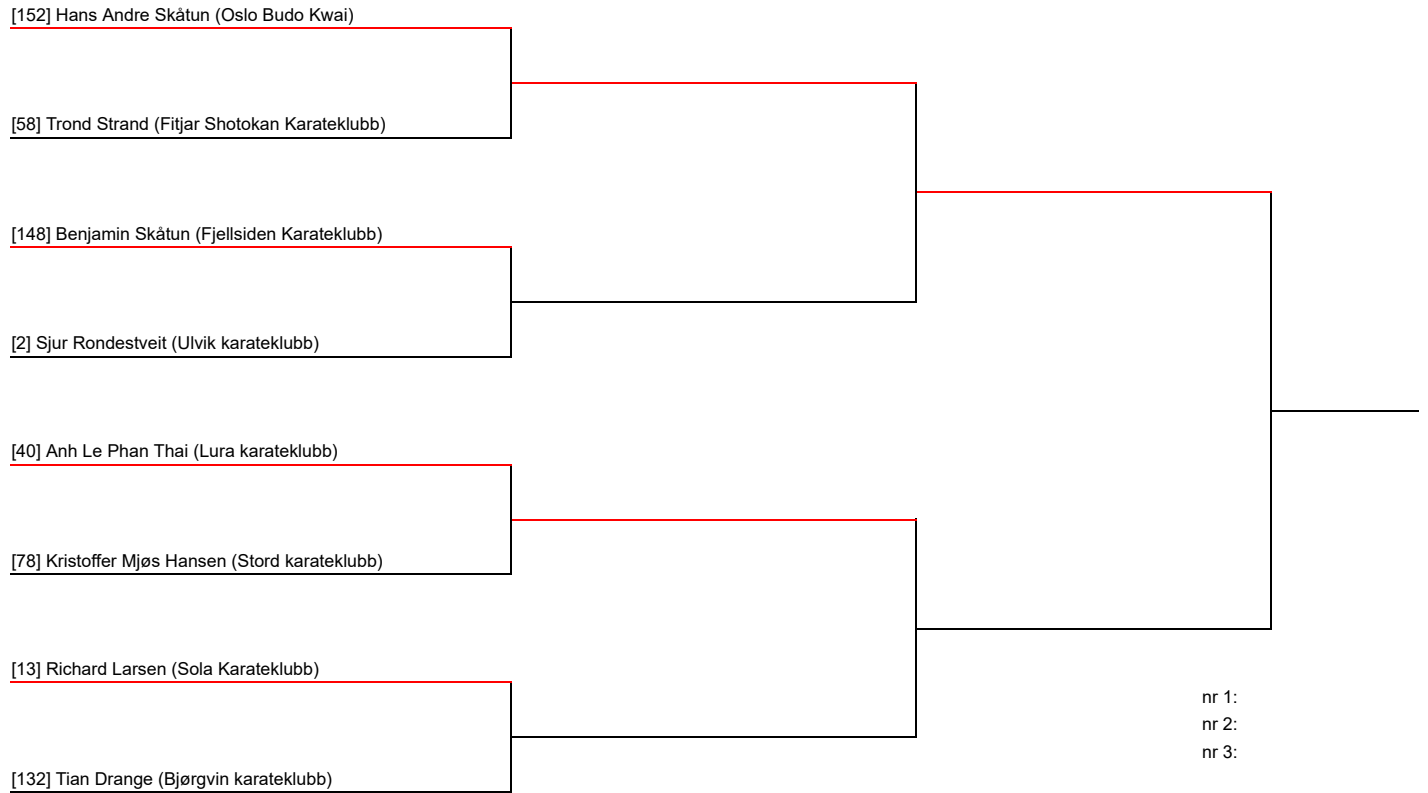 [152] Hans Andre Skåtun (Oslo Budo Kwai)
[58] Trond Strand (Fitjar Shotokan Karateklubb)
[148] Benjamin Skåtun (Fjellsiden Karateklubb)
[2] Sjur Rondestveit (Ulvik karateklubb)
[40] Anh Le Phan Thai (Lura karateklubb)
[78] Kristoffer Mjøs Hansen (Stord karateklubb)
[13] Richard Larsen (Sola Karateklubb)
[132] Tian Drange (Bjørgvin karateklubb)
nr 1:
nr 2:
nr 3: